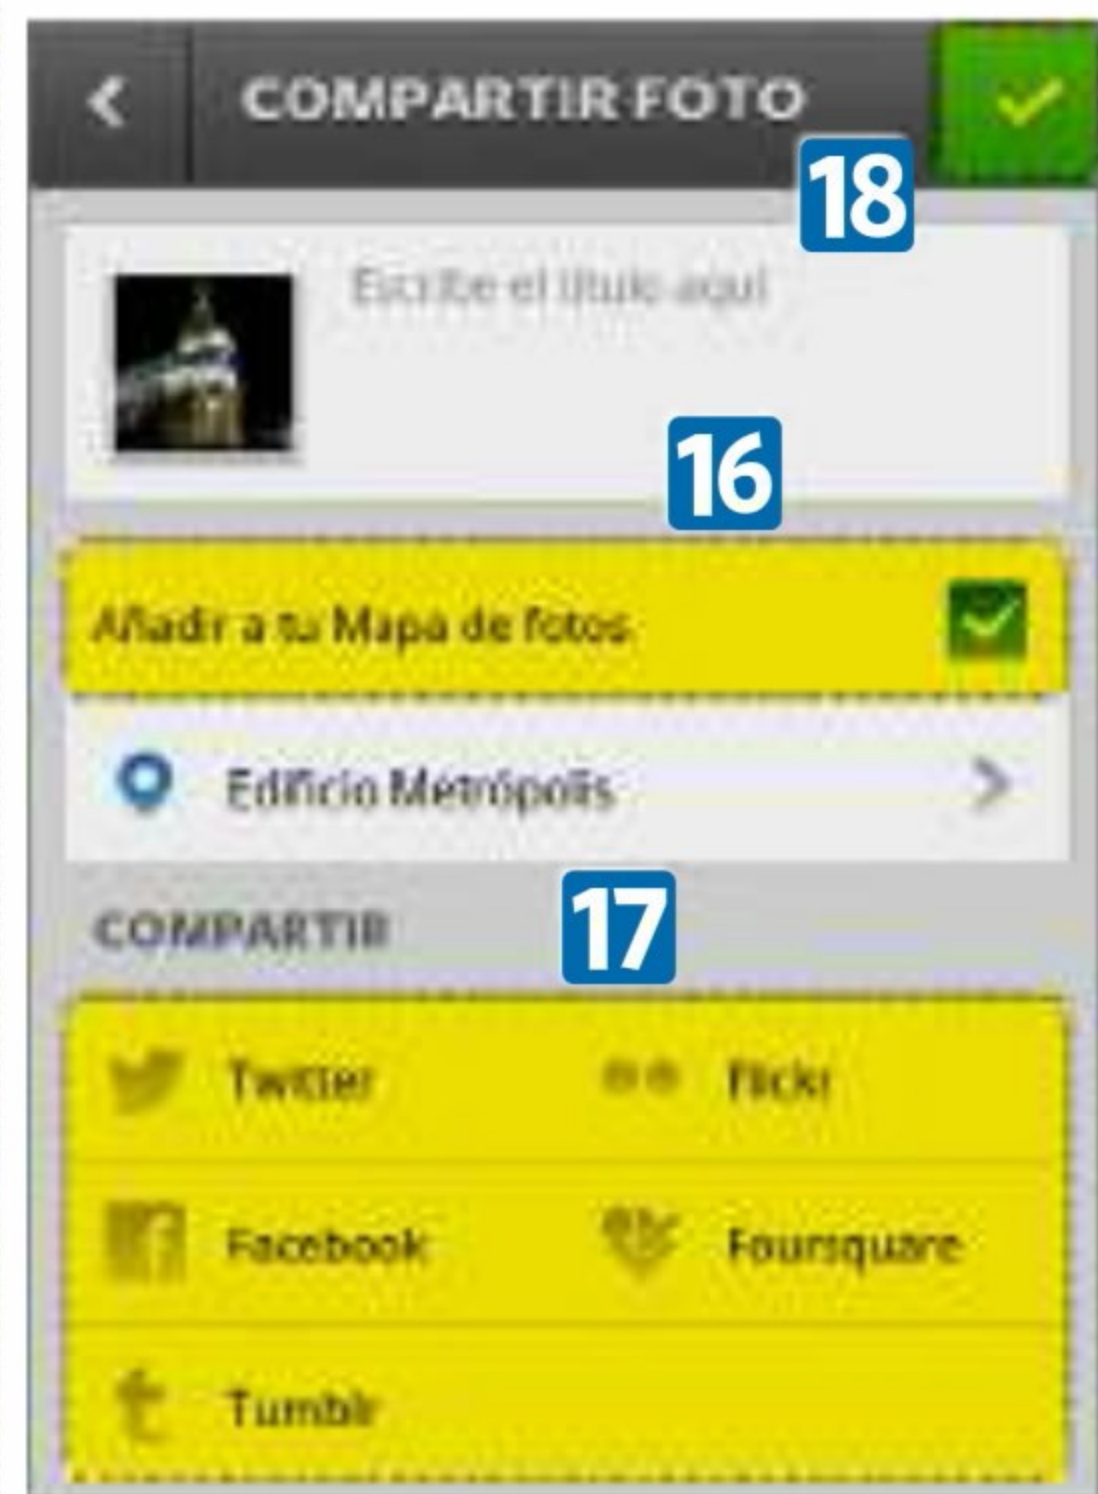 COMPARTIR FOTO
18
Escribe el título aquí
16
Añadir a tu Mapa de fotos
Edificio Metrópolis
17
COMPARTIR
Twitter
Flickr
Facebook
Foursquare
Tumblr